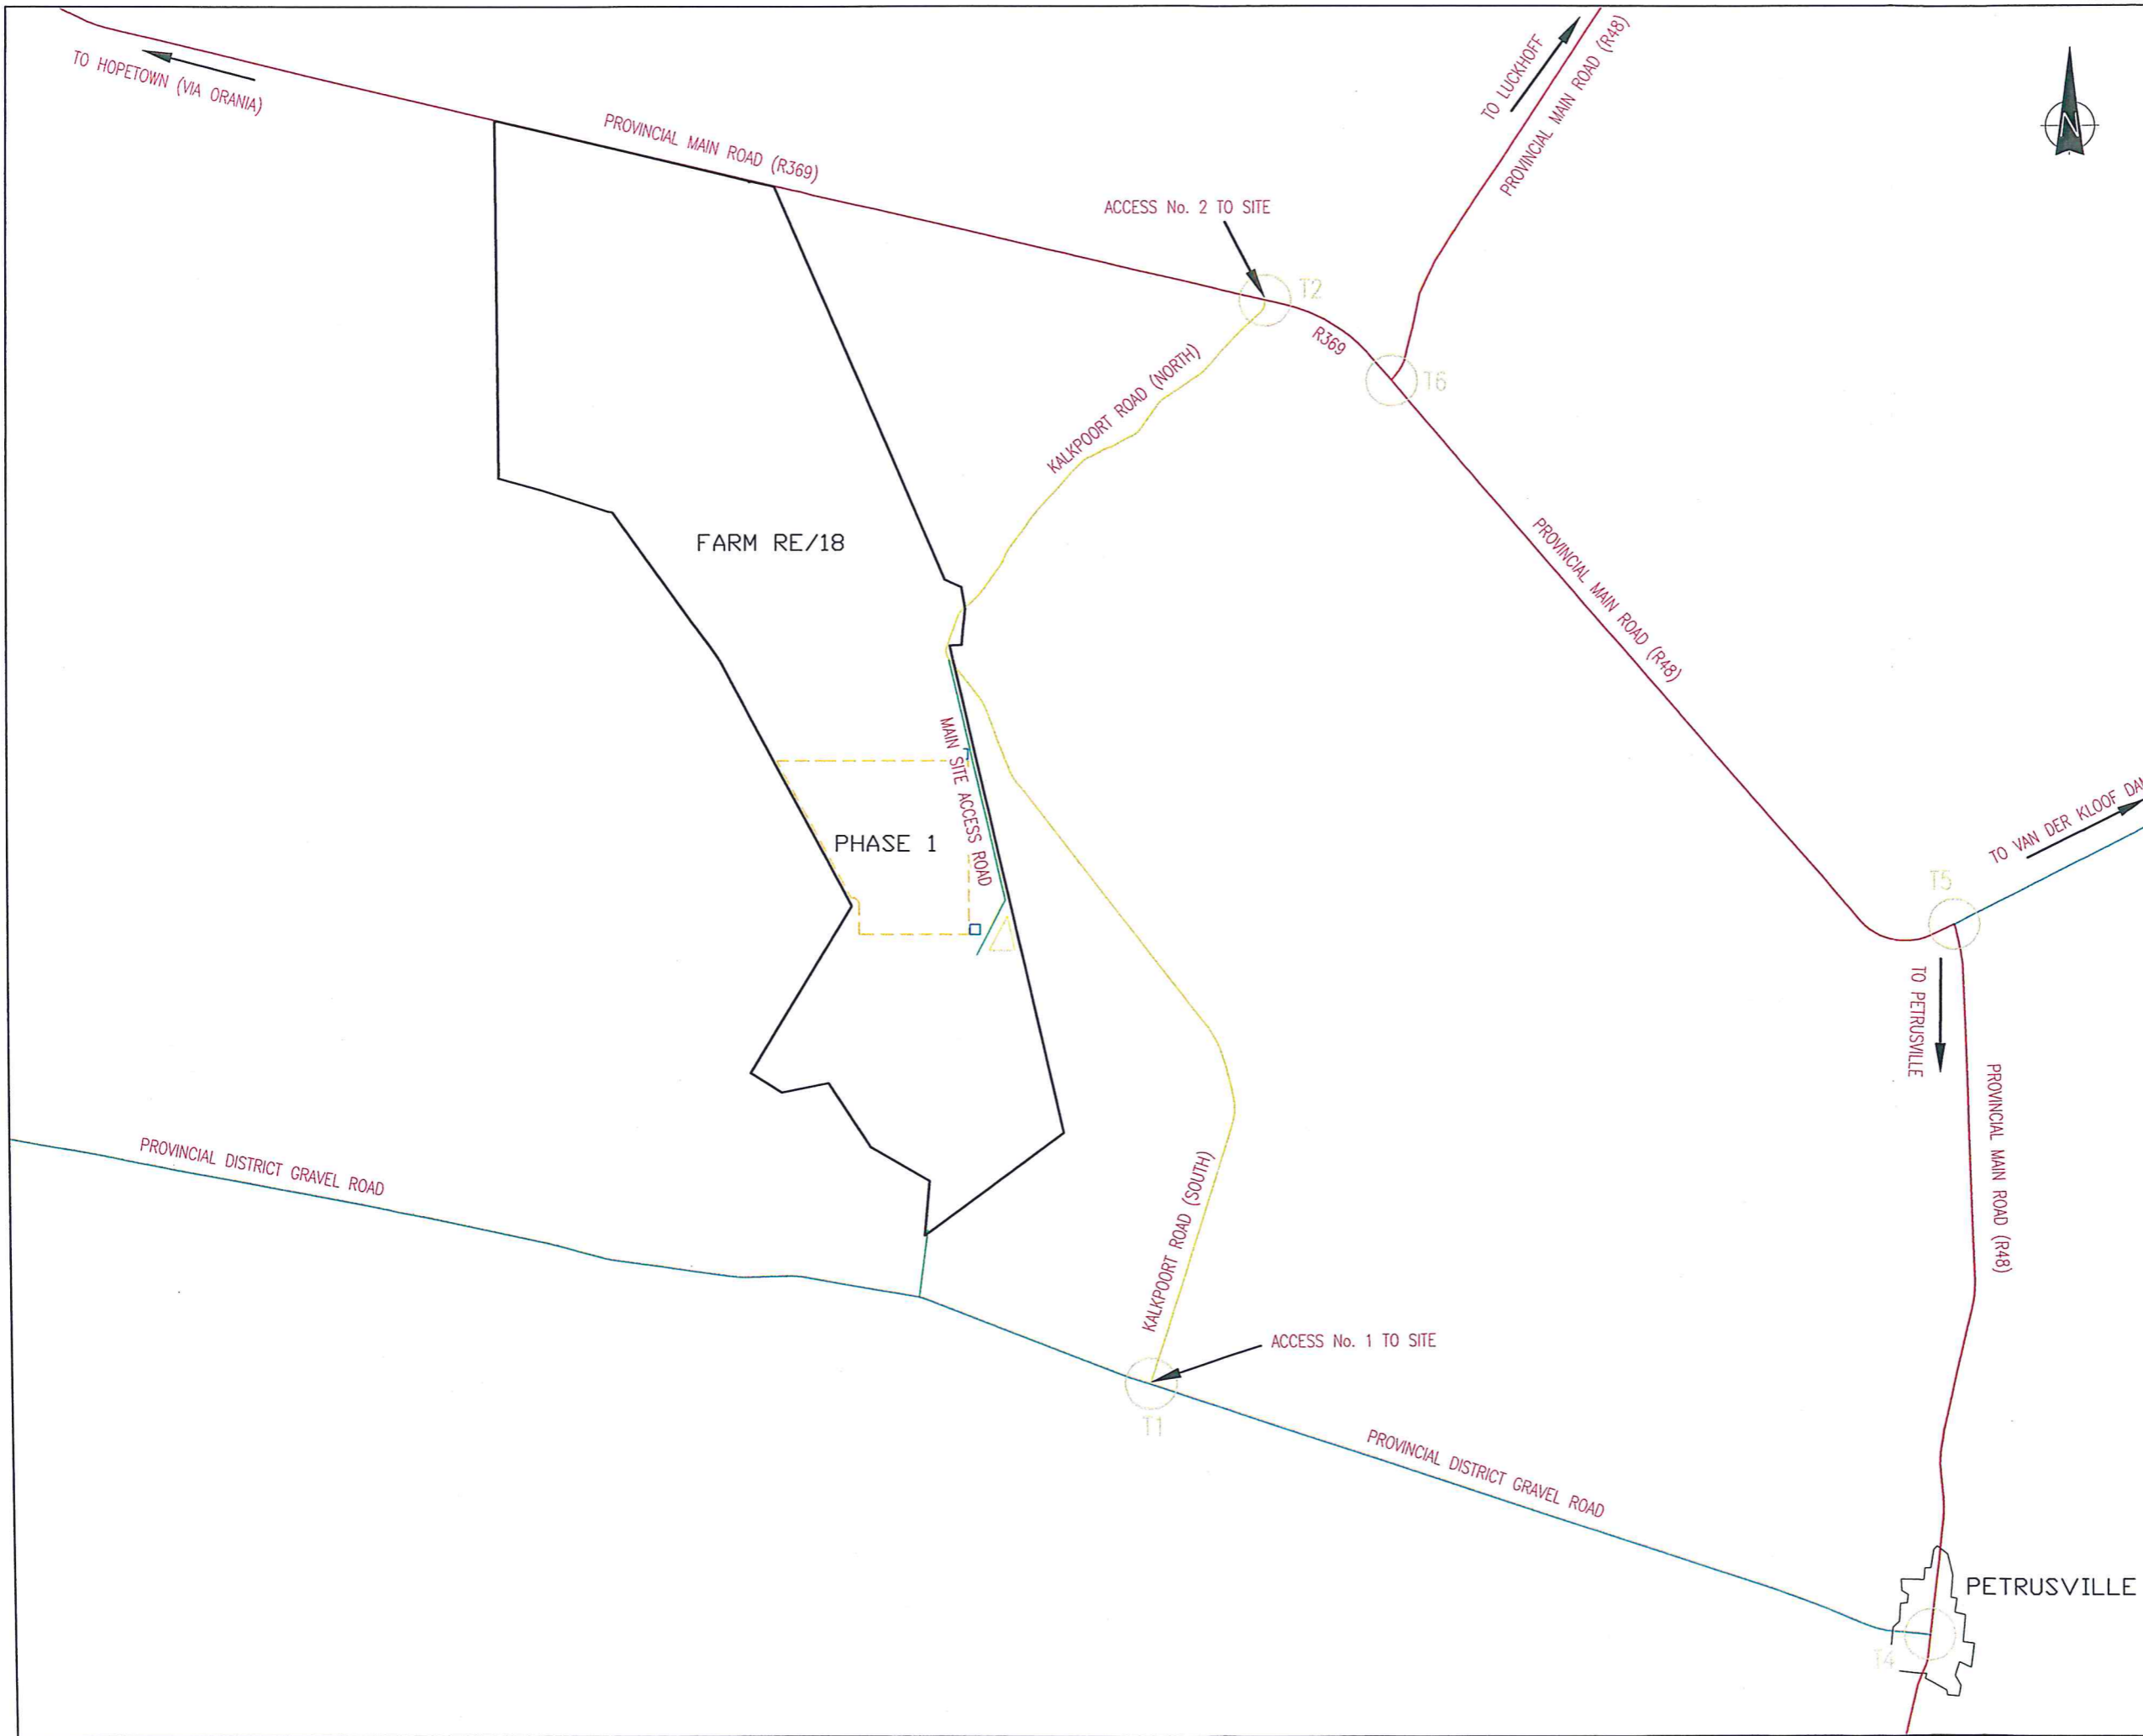 TO HOPETOWN (VIA ORANIA)
PROVINCIAL MAIN ROAD (R369)
TO LUCKHOFF
PROVINCIAL MAIN ROAD (R48)
N
ACCESS No. 2 TO SITE
T2
R369
T6
KALKPOORT ROAD (NORTH)
FARM RE/18
PROVINCIAL MAIN ROAD (R48)
MAIN SITE ACCESS ROAD
PHASE 1
TO VAN DER KLOOF
T5
TO PETRUSVILLE
PROVINCIAL MAIN ROAD (R48)
PROVINCIAL DISTRICT GRAVEL ROAD
KALKPOORT ROAD (SOUTH)
ACCESS No. 1 TO SITE
T1
PROVINCIAL DISTRICT GRAVEL ROAD
PETRUSVILLE
T4